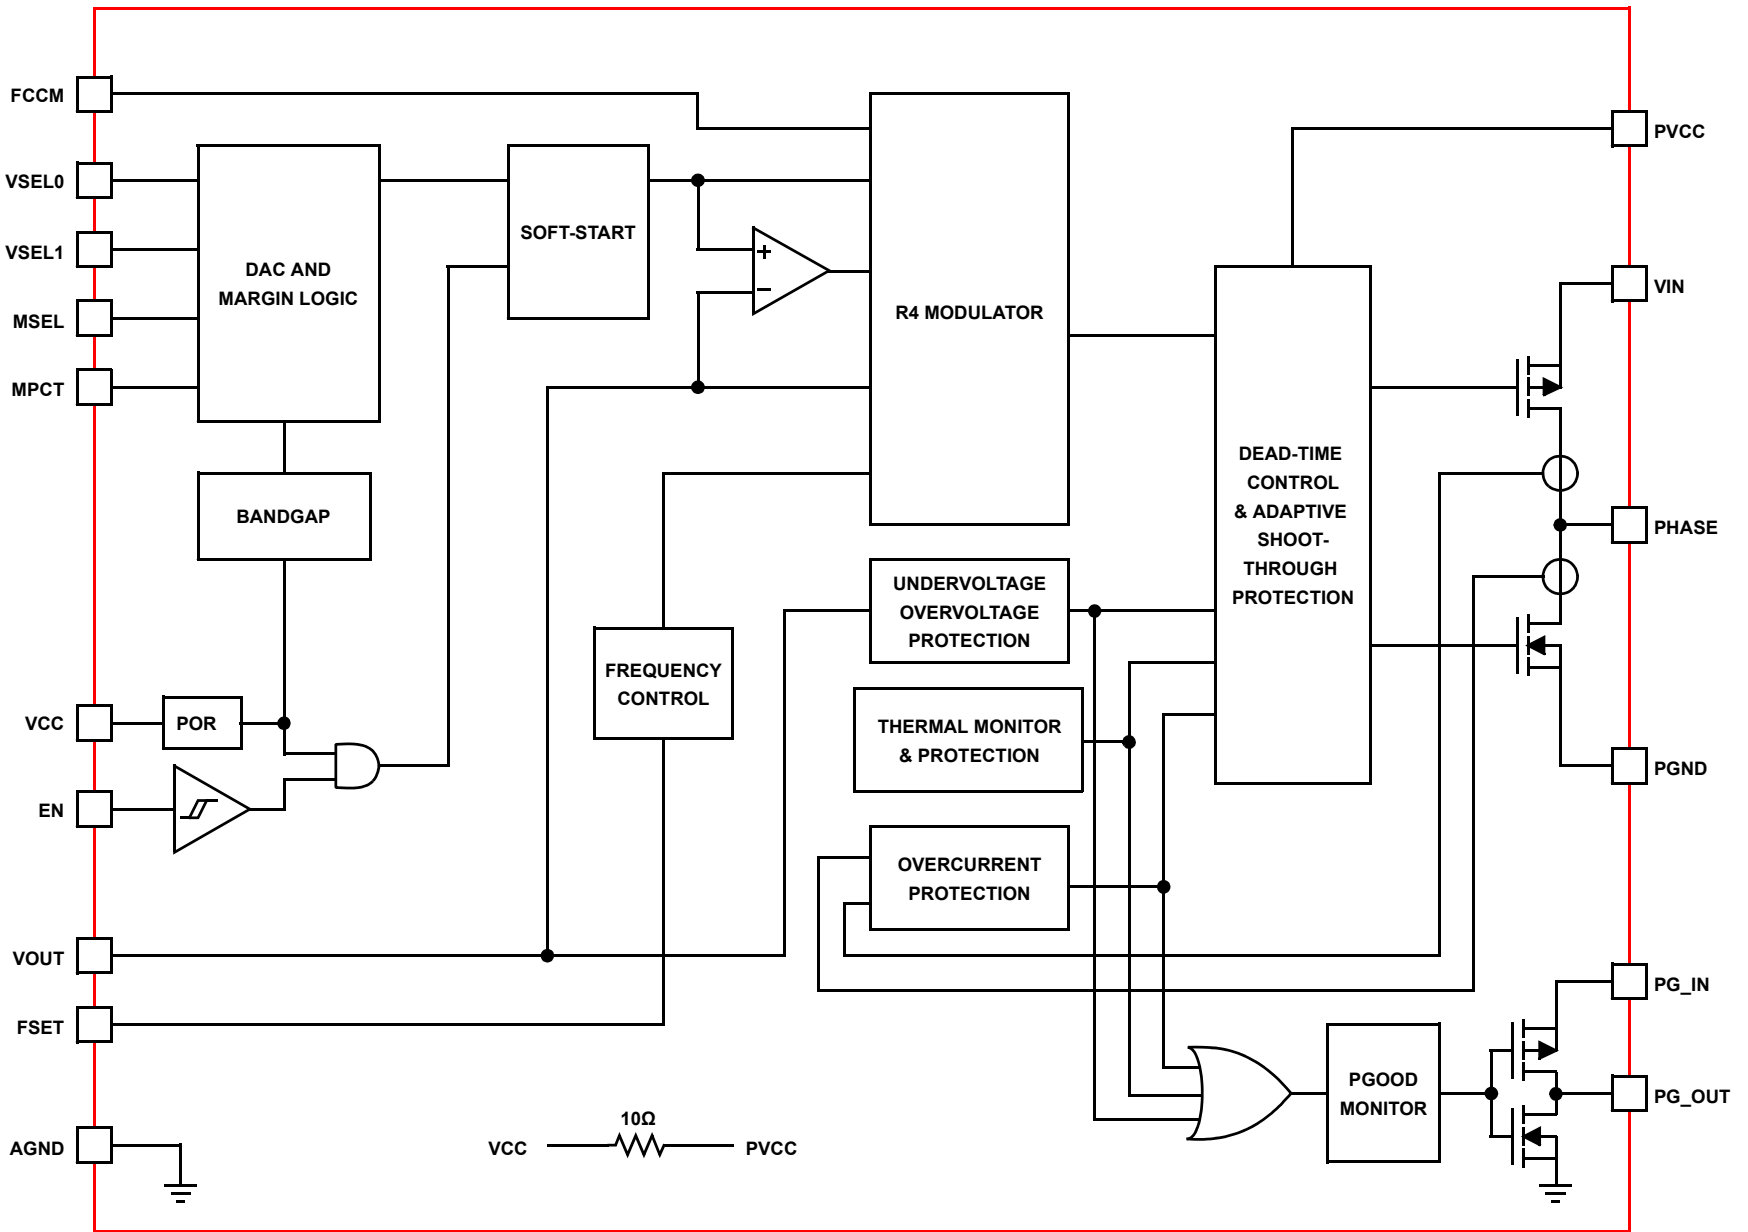 FCCM
VSEL0
VSEL1
MSEL
MPCT
VCC
EN
VOUT
FSET
AGND
DAC AND
MARGIN LOGIC
BANDGAP
POR
SOFT-START
+
−
FREQUENCY
CONTROL
R4 MODULATOR
UNDERVOLTAGE
OVERVOLTAGE
PROTECTION
THERMAL MONITOR
& PROTECTION
OVERCURRENT
PROTECTION
DEAD-TIME
CONTROL
& ADAPTIVE
SHOOT-
THROUGH
PROTECTION
PGOOD
MONITOR
10Ω
VCC
PVCC
PVCC
VIN
PHASE
PGND
PG_IN
PG_OUT